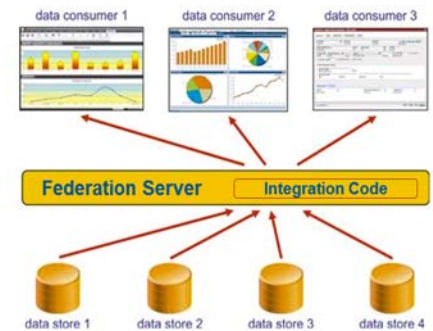 data consumer 1
data consumer 2
data consumer 3
Federation Server
Integration Code
data store 1
data store 2
data store 3
data store 4